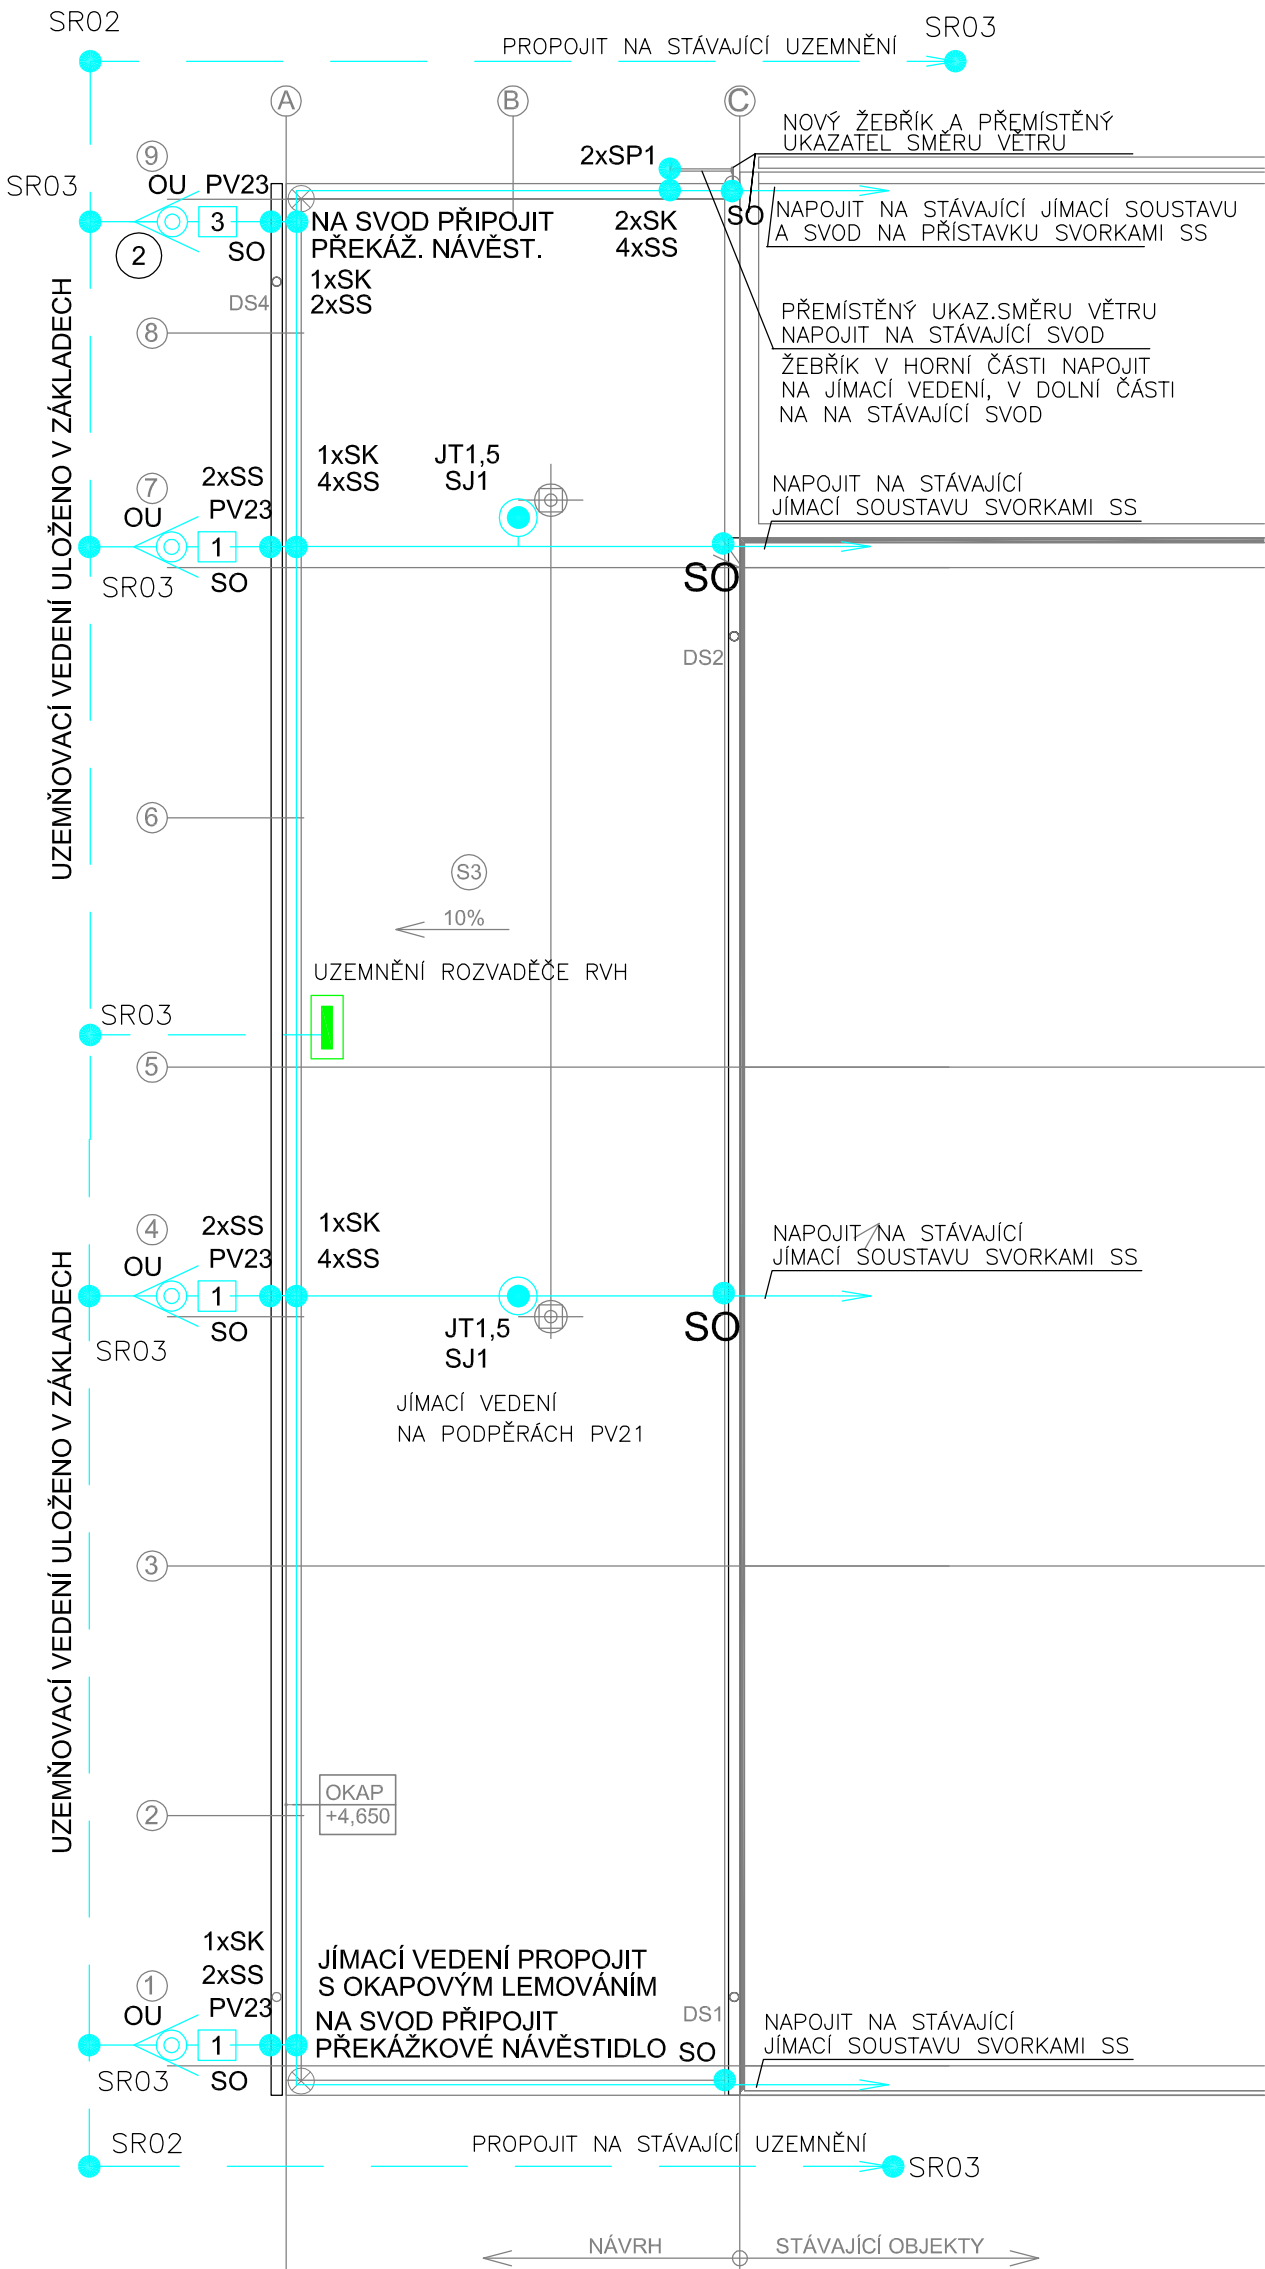 SR02
SR03
PROPOJIT NA STÁVAJÍCÍ UZEMNĚNÍ
A
B
C
NOVÝ ŽEBŘÍK A PŘEMÍSTĚNÝ
UKAZATEL SMĚRU VĚTRU
9
2xSP1
SR03
OU
PV23
3
2
SO
NA SVOD PŘIPOJIT
PŘEKÁŽ. NÁVĚST.
2xSK
4xSS
SO
NAPOJIT NA STÁVAJÍCÍ JÍMACÍ SOUSTAVU
A SVOD NA PŘÍSTAVKU SVORKAMI SS
1xSK
2xSS
DS4
8
PŘEMÍSTĚNÝ UKAZ.SMĚRU VĚTRU
NAPOJIT NA STÁVAJÍCÍ SVOD
ŽEBŘÍK V HORNÍ ČÁSTI NAPOJIT
NA JÍMACÍ VEDENÍ, V DOLNÍ ČÁSTI
NA NA STÁVAJÍCÍ SVOD
UZEMŇOVACÍ VEDENÍ ULOŽENO V ZÁKLADECH
1xSK
4xSS
JT1,5
SJ1
7
2xSS
OU
PV23
1
SR03
SO
NAPOJIT NA STÁVAJÍCÍ
JÍMACÍ SOUSTAVU SVORKAMI SS
SO
DS2
6
S3
10%
UZEMNĚNÍ ROZVADĚČE RVH
SR03
5
4
2xSS
OU
PV23
1
SR03
SO
1xSK
4xSS
NAPOJIT NA STÁVAJÍCÍ
JÍMACÍ SOUSTAVU SVORKAMI SS
JT1,5
SJ1
SO
JÍMACÍ VEDENÍ
NA PODPĚRÁCH PV21
UZEMŇOVACÍ VEDENÍ ULOŽENO V ZÁKLADECH
3
OKAP
+4,650
2
1xSK
2xSS
1
OU
PV23
1
SR03
SO
JÍMACÍ VEDENÍ PROPOJIT
S OKAPOVÝM LEMOVÁNÍM
NA SVOD PŘIPOJIT
PŘEKÁŽKOVÉ NÁVĚSTIDLO
DS1
SO
NAPOJIT NA STÁVAJÍCÍ
JÍMACÍ SOUSTAVU SVORKAMI SS
SR02
PROPOJIT NA STÁVAJÍCÍ UZEMNĚNÍ
SR03
NÁVRH
STÁVAJÍCÍ OBJEKTY